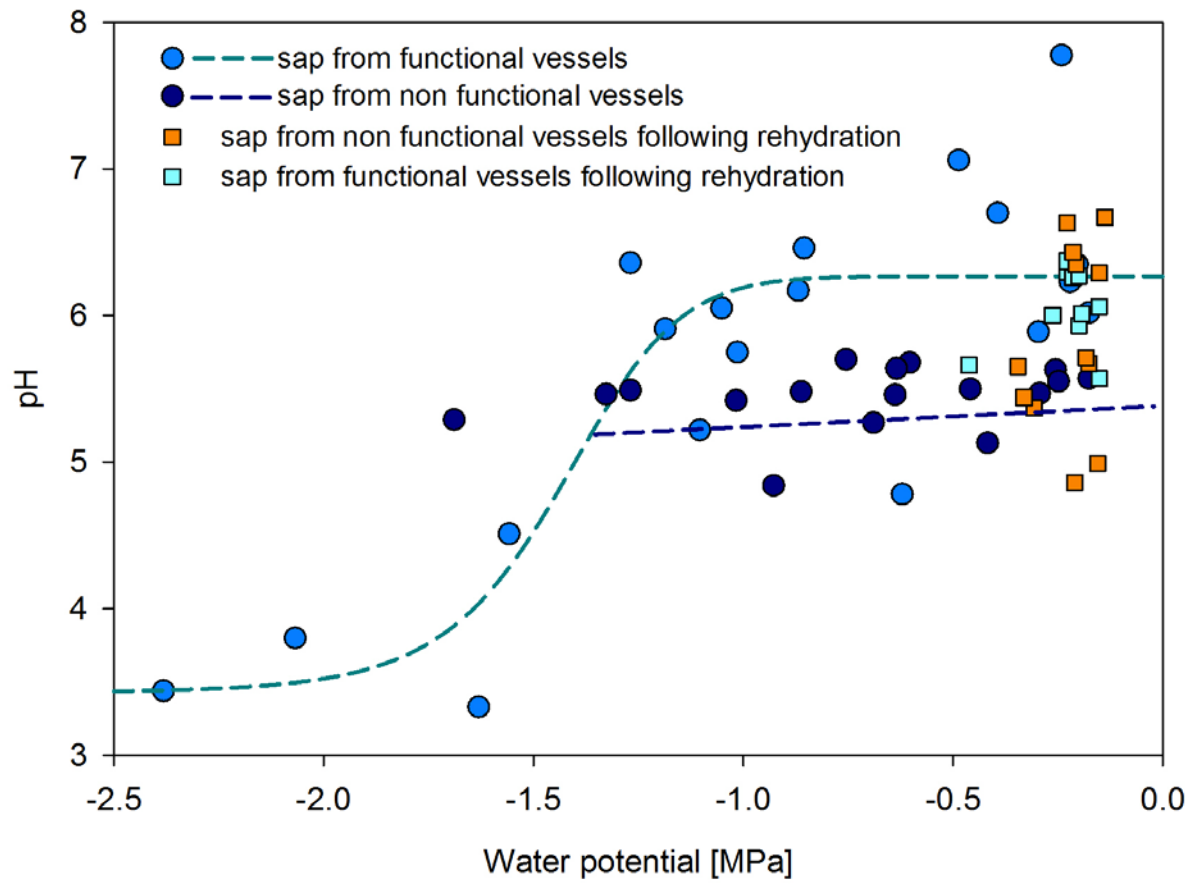 8
sap from functional vessels
sap from non functional vessels
sap from non functional vessels following rehydration
sap from functional vessels following rehydration
7
6
pH
5
4
3
-2.5 -2.0 -1.5 -1.0 -0.5 0.0
Water potential [MPa]